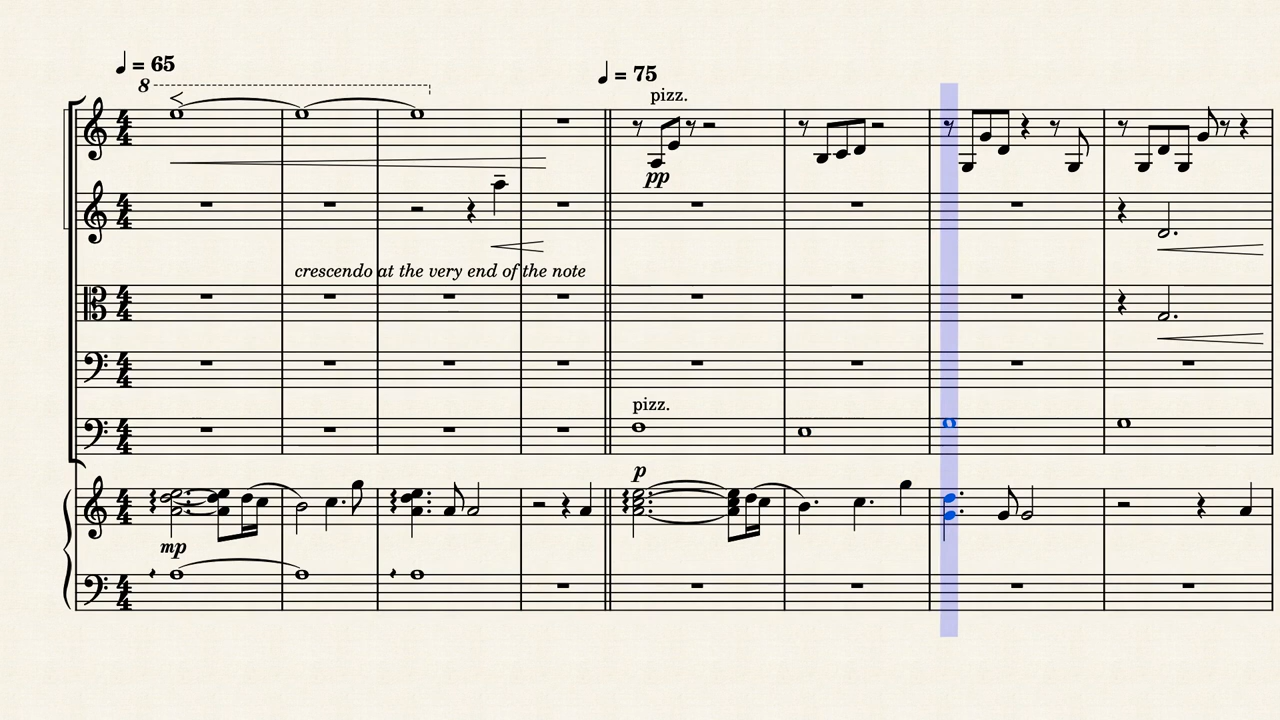 ♩ = 65
8
♩ = 75
pizz.
pp
crescendo at the very end of the note
pizz.
p
mp